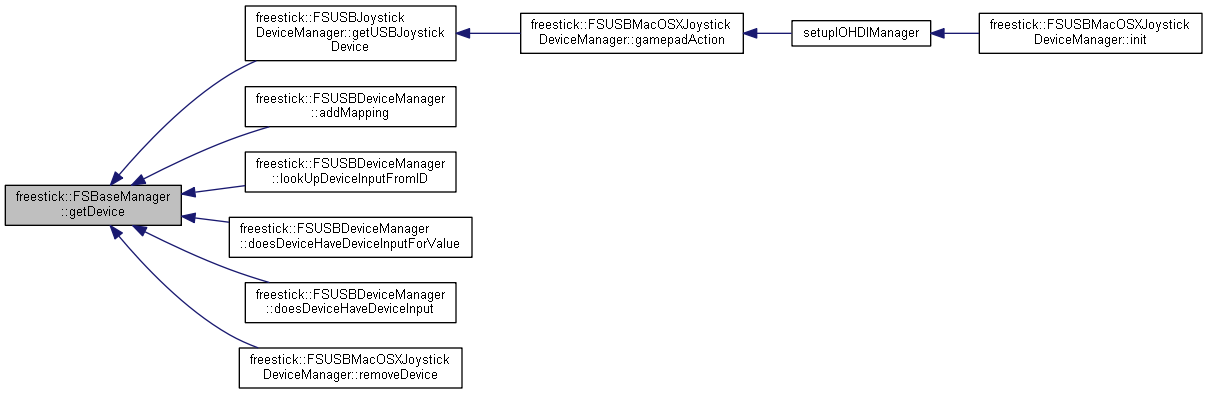 freestick::FSUSBJoystick
DeviceManager::getUSBJoystick
Device
freestick::FSUSBMacOSXJoystick
DeviceManager::gamepadAction
setupIOHDIManager
freestick::FSUSBMacOSXJoystick
DeviceManager::init
freestick::FSUSBDeviceManager
::addMapping
freestick::FSUSBDeviceManager
::lookUpDeviceInputFromID
freestick::FSBaseManager
::getDevice
freestick::FSUSBDeviceManager
::doesDeviceHaveDeviceInputForValue
freestick::FSUSBDeviceManager
::doesDeviceHaveDeviceInput
freestick::FSUSBMacOSXJoystick
DeviceManager::removeDevice